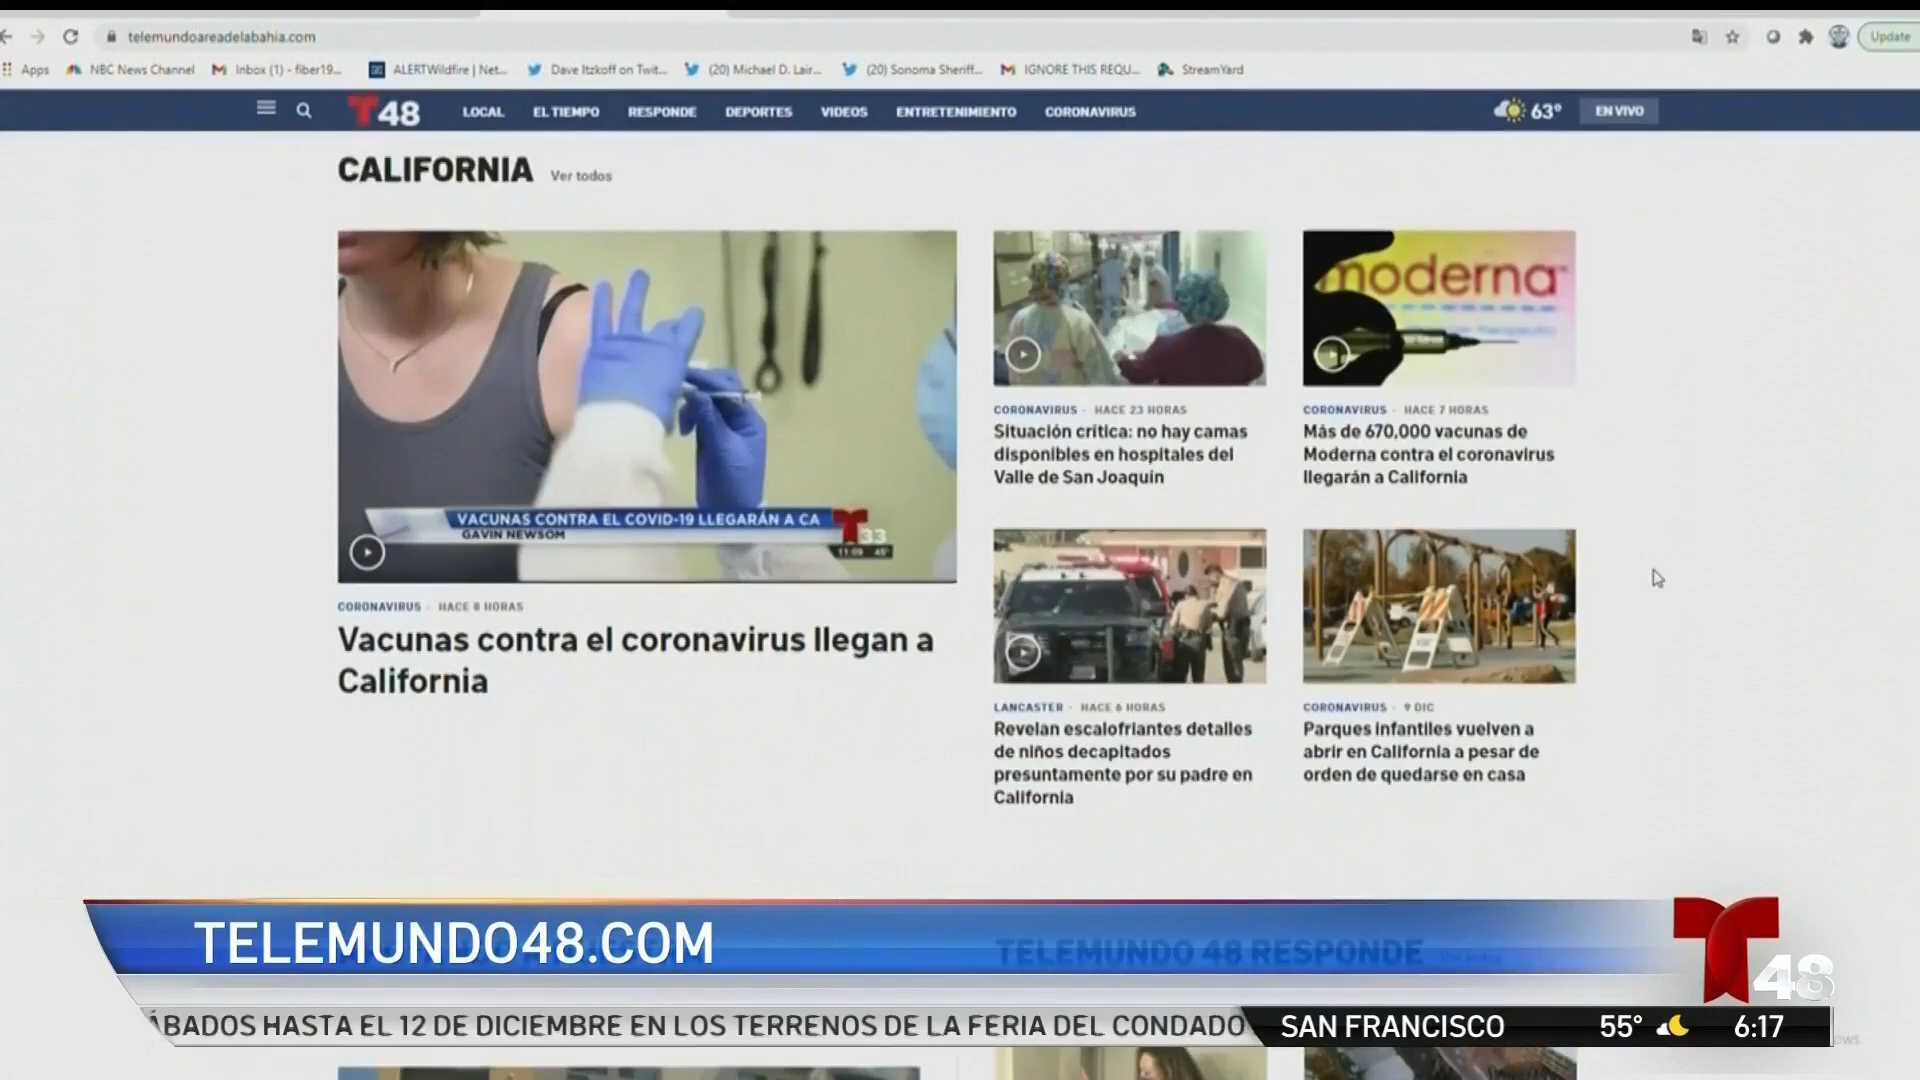 telemundoareadelabahia.com
Update
Apps
NBC News Channel
Inbox (1) - fiber19...
ALERTWildfire | Net...
Dave Itzkoff on Twit...
(20) Michael D. Lair...
(20) Sonoma Sheriff...
IGNORE THIS REQU...
StreamYard
T48
LOCAL
EL TIEMPO
RESPONDE
DEPORTES
VIDEOS
ENTRETENIMIENTO
CORONAVIRUS
63°
EN VIVO
CALIFORNIA
Ver todos
VACUNAS CONTRA EL COVID-19 LLEGARÁN A CA
GAVIN NEWSOM
33
11:09 45°
CORONAVIRUS - HACE 8 HORAS
Vacunas contra el coronavirus llegan a
California
CORONAVIRUS - HACE 23 HORAS
Situación crítica: no hay camas
disponibles en hospitales del
Valle de San Joaquín
moderna
CORONAVIRUS - HACE 7 HORAS
Más de 670,000 vacunas de
Moderna contra el coronavirus
llegarán a California
LANCASTER - HACE 6 HORAS
Revelan escalofriantes detalles
de niños decapitados
presuntamente por su padre en
California
CORONAVIRUS - 9 DIC
Parques infantiles vuelven a
abrir en California a pesar de
orden de quedarse en casa
TELEMUNDO48.COM
TELEMUNDO 48 RESPONDE
T48
ÁBADOS HASTA EL 12 DE DICIEMBRE EN LOS TERRENOS DE LA FERIA DEL CONDADO
SAN FRANCISCO
55°
6:17